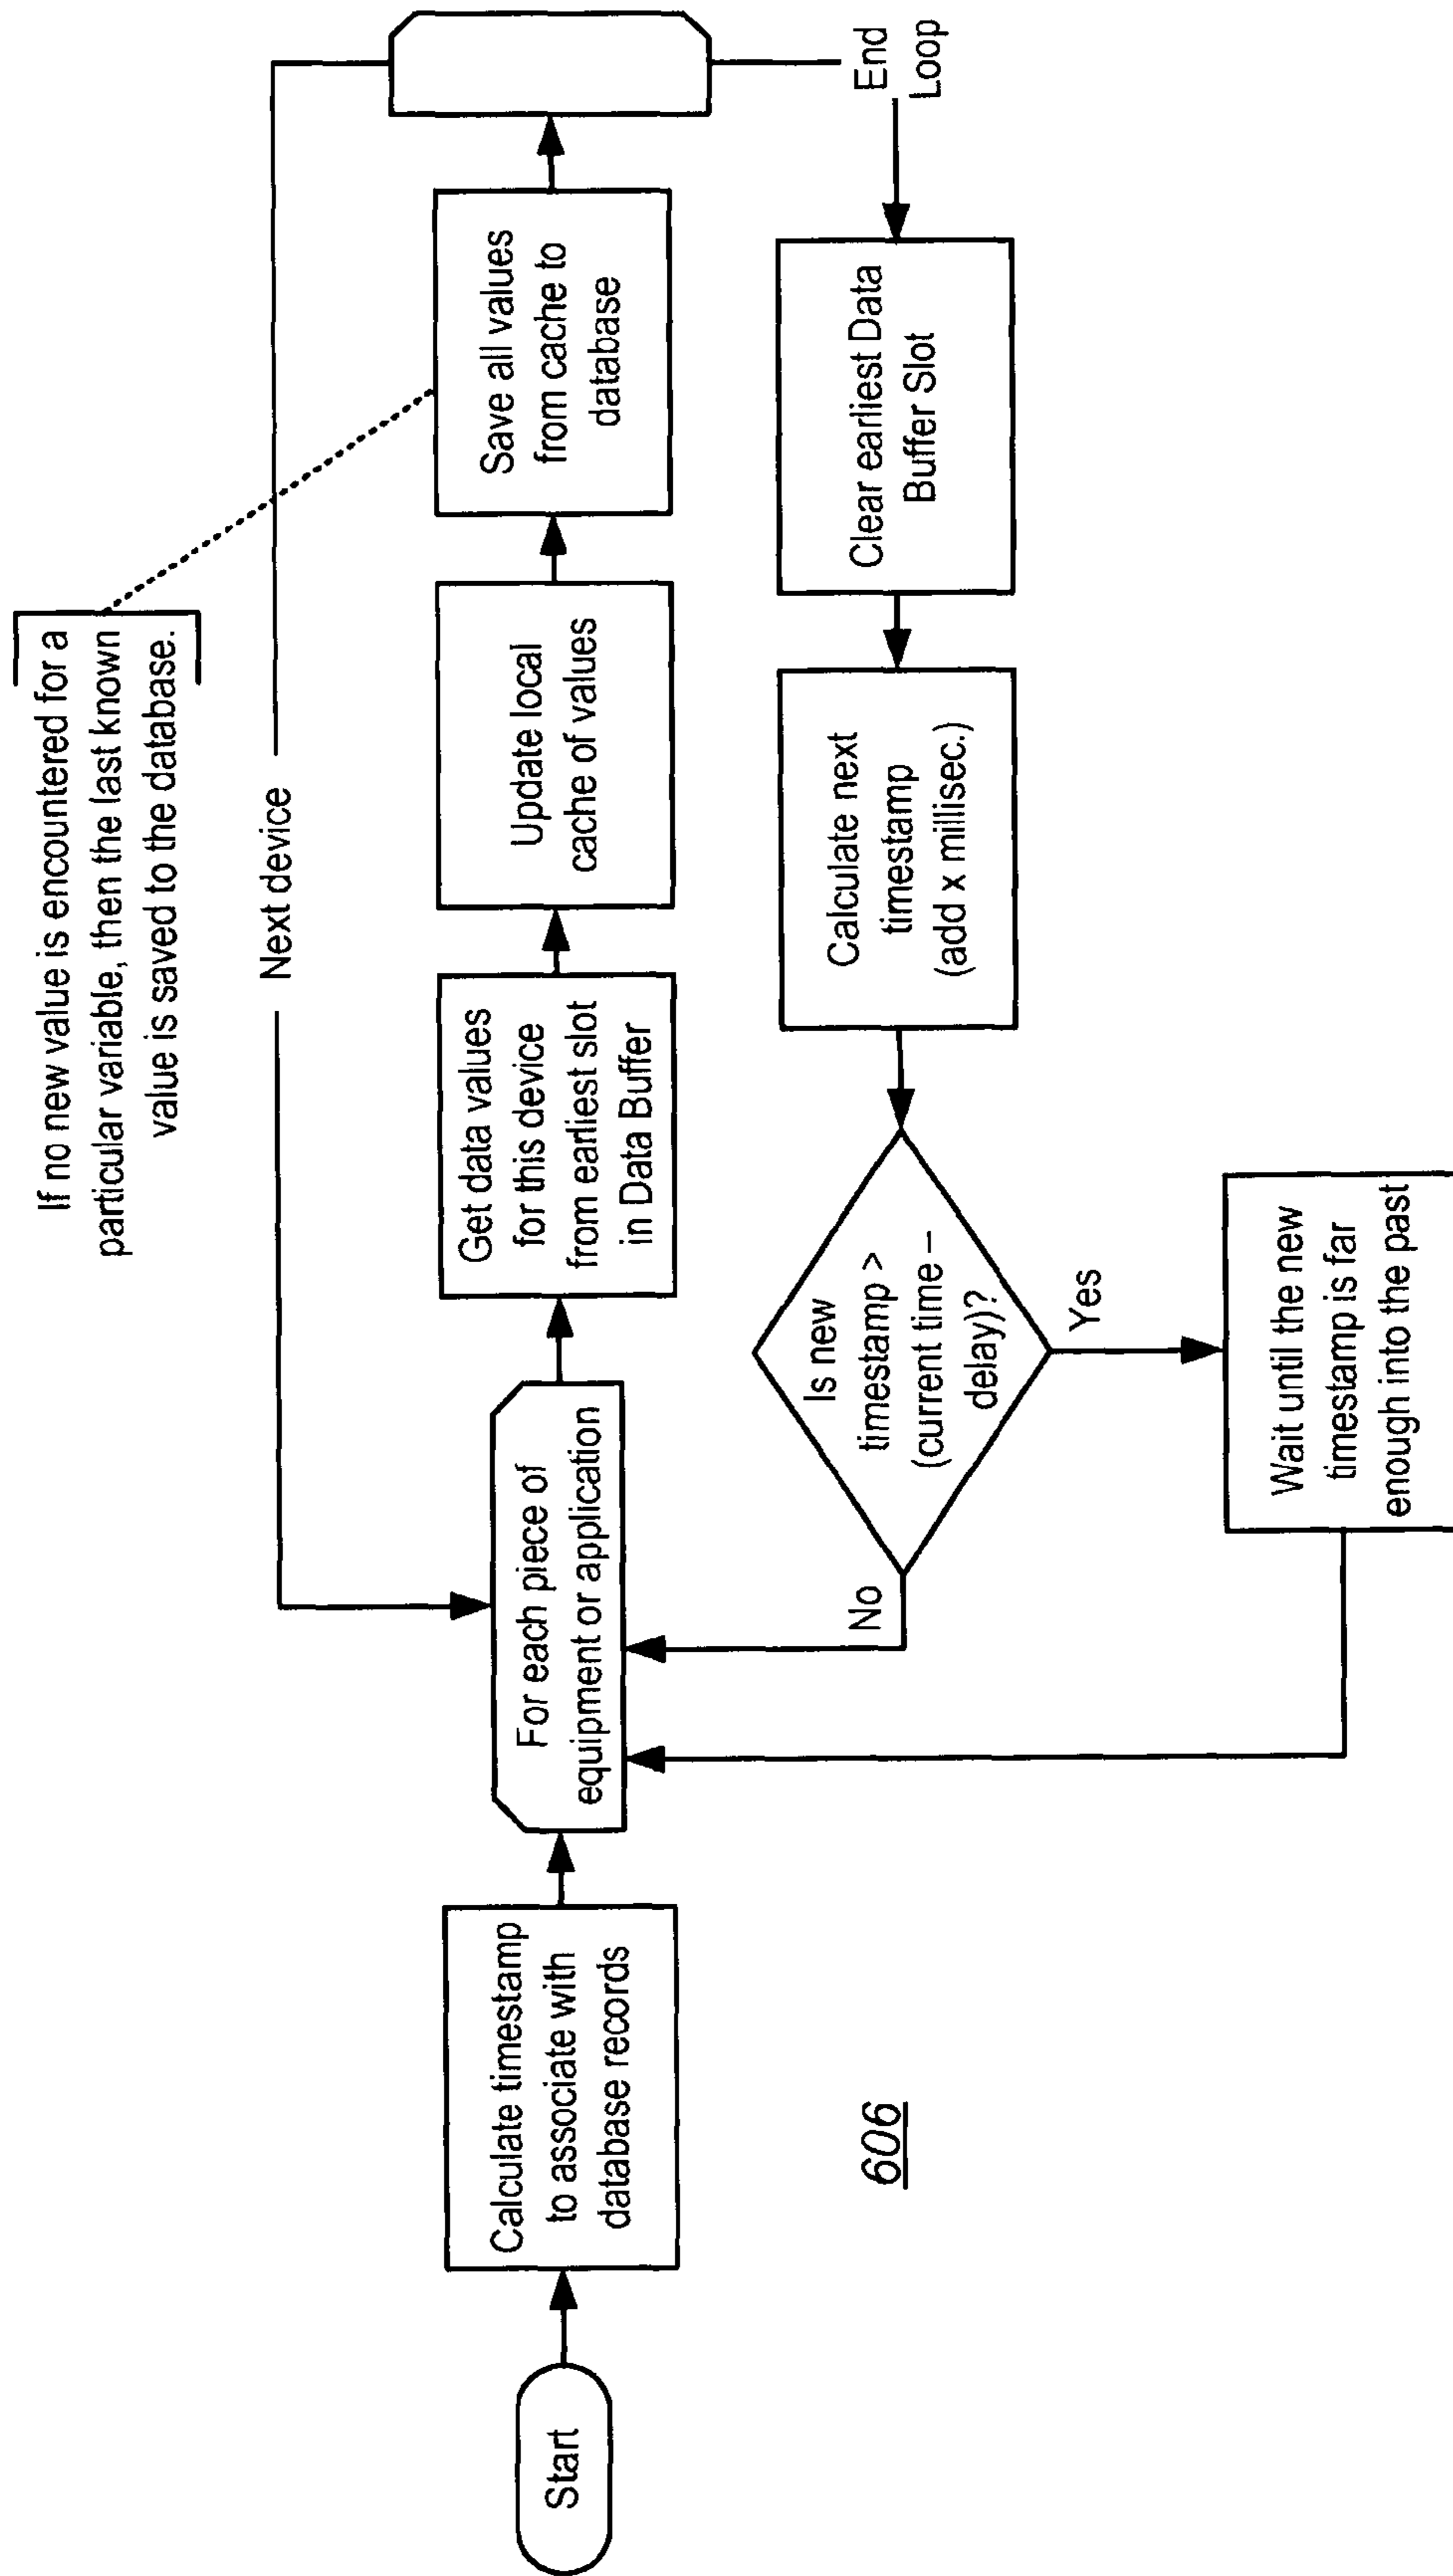 If no new value is encountered for a
particular variable, then the last known
value is saved to the database.
Next device
Start
Calculate timestamp
to associate with
database records
For each piece of
equipment or application
Get data values
for this device
from earliest slot
in Data Buffer
Update local
cache of values
Save all values
from cache to
database
End
Loop
Clear earliest Data
Buffer Slot
Calculate next
timestamp
(add x millisec.)
Is new
timestamp >
(current time –
delay)?
No
Yes
Wait until the new
timestamp is far
enough into the past
606